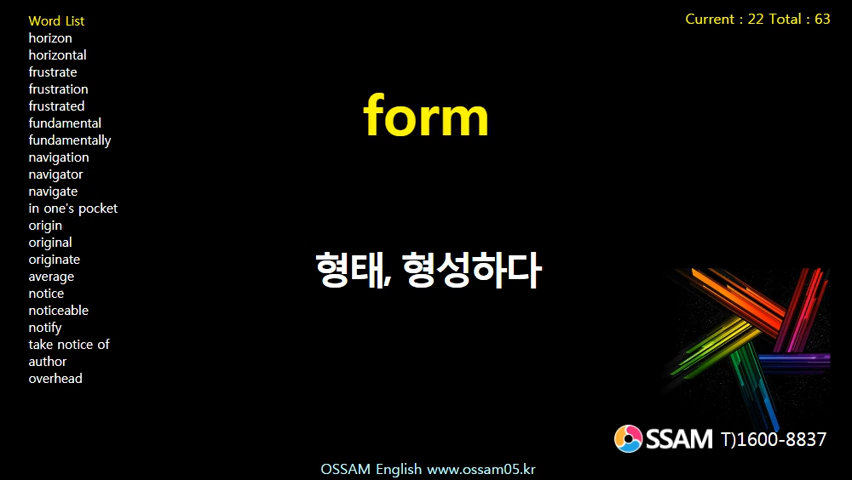 Word List
horizon
horizontal
frustrate
frustration
frustrated
fundamental
fundamentally
navigation
navigator
navigate
in one's pocket
origin
original
originate
average
notice
noticeable
notify
take notice of
author
overhead
Current : 22 Total : 63
form
형태, 형성하다
OSSAM T)1600-8837
OSSAM English www.ossam05.kr